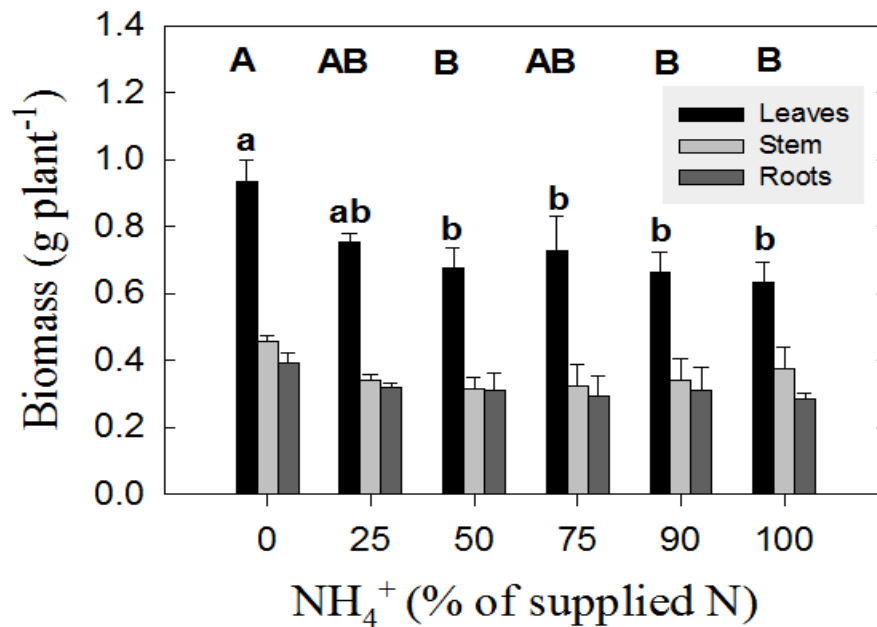 Biomass (g plant⁻¹)
1.4
1.2
1.0
0.8
0.6
0.4
0.2
0.0
A AB B AB B B
a ab b b b b
Leaves
Stem
Roots
0 25 50 75 90 100
NH₄⁺ (% of supplied N)